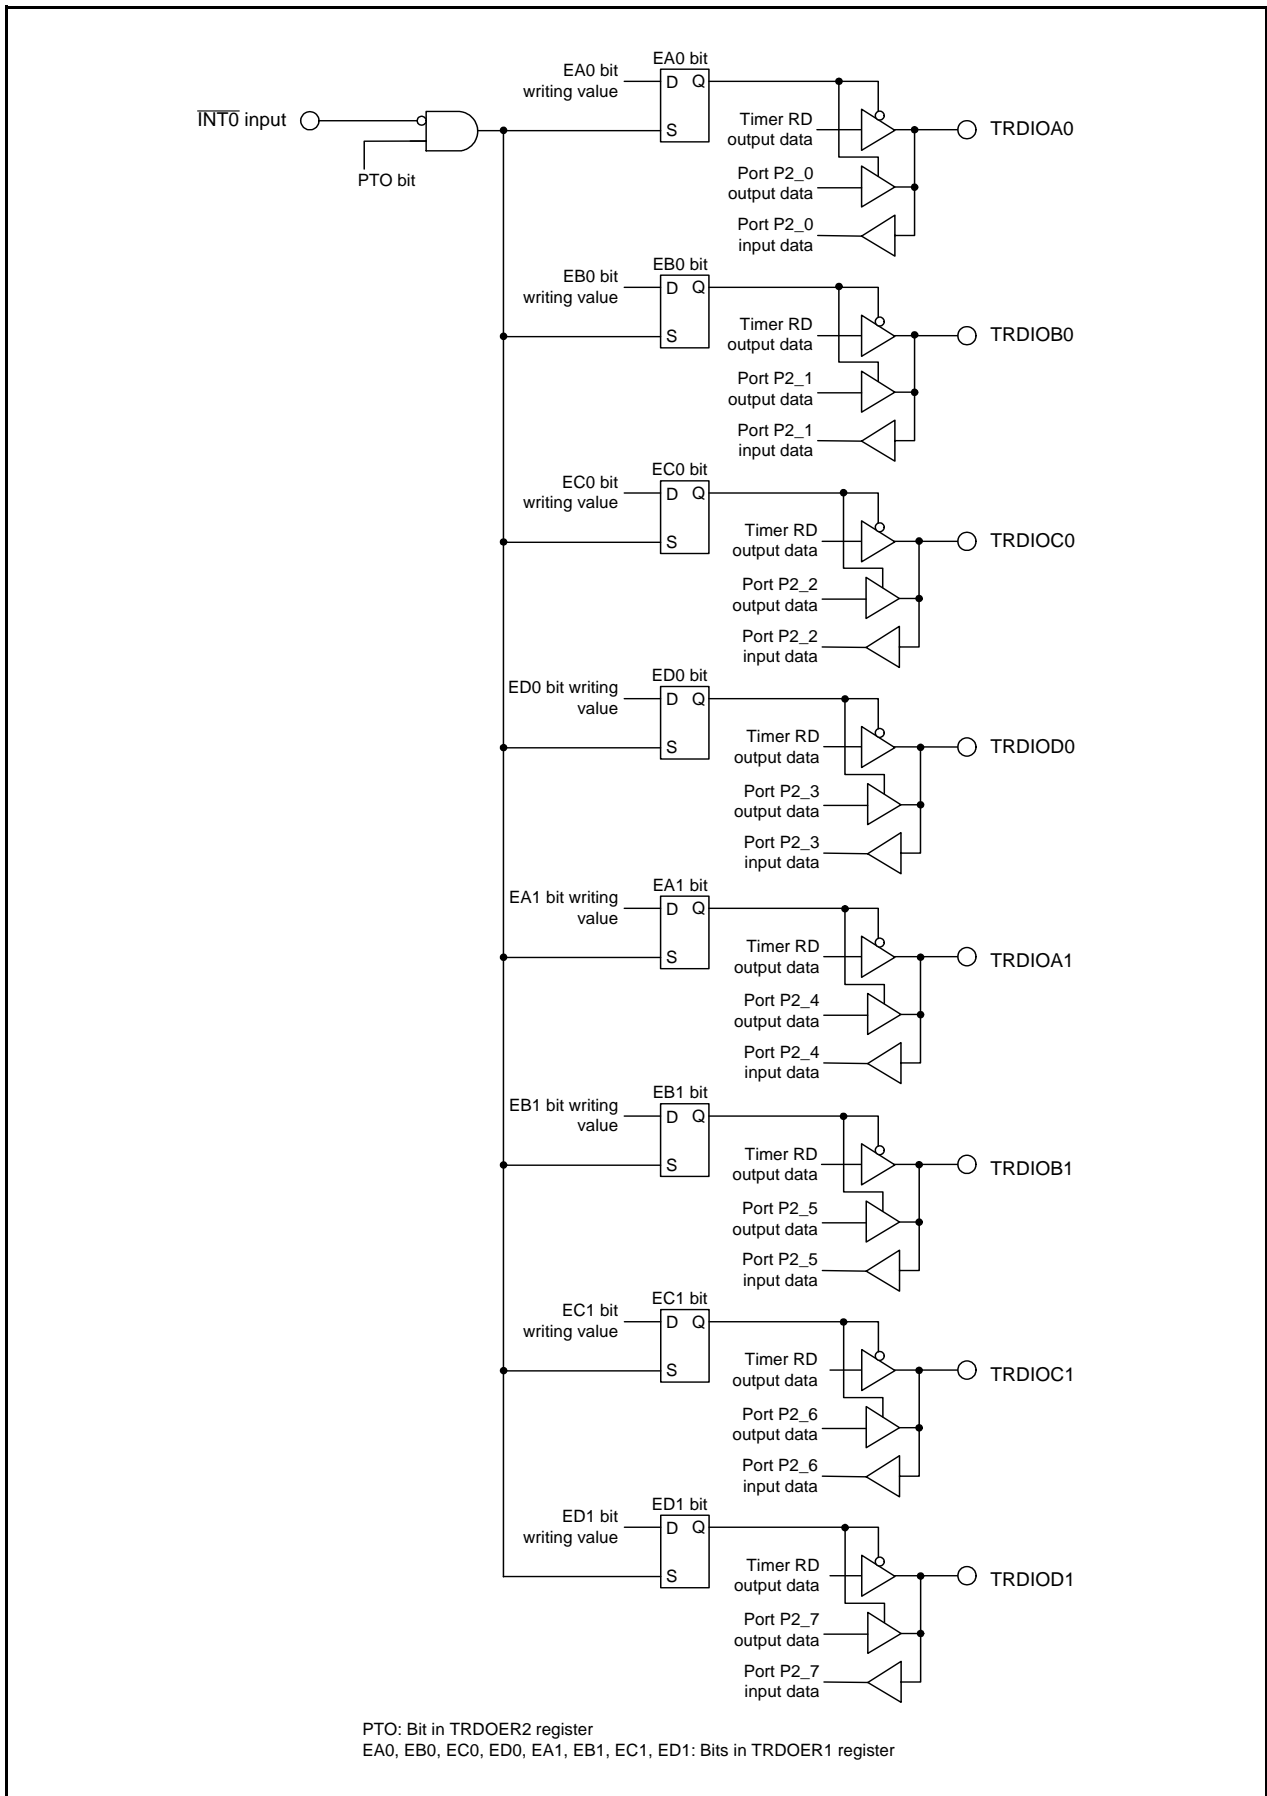 INT0 input
PTO bit
EA0 bit
EA0 bit
writing value
D Q
S
Timer RD
output data
Port P2_0
output data
Port P2_0
input data
TRDIOA0
EB0 bit
EB0 bit
writing value
D Q
S
Timer RD
output data
Port P2_1
output data
Port P2_1
input data
TRDIOB0
EC0 bit
EC0 bit
writing value
D Q
S
Timer RD
output data
Port P2_2
output data
Port P2_2
input data
TRDIOC0
ED0 bit
ED0 bit writing
value
D Q
S
Timer RD
output data
Port P2_3
output data
Port P2_3
input data
TRDIOD0
EA1 bit
EA1 bit writing
value
D Q
S
Timer RD
output data
Port P2_4
output data
Port P2_4
input data
TRDIOA1
EB1 bit
EB1 bit writing
value
D Q
S
Timer RD
output data
Port P2_5
output data
Port P2_5
input data
TRDIOB1
EC1 bit
EC1 bit
writing value
D Q
S
Timer RD
output data
Port P2_6
output data
Port P2_6
input data
TRDIOC1
ED1 bit
ED1 bit
writing value
D Q
S
Timer RD
output data
Port P2_7
output data
Port P2_7
input data
TRDIOD1
PTO: Bit in TRDOER2 register
EA0, EB0, EC0, ED0, EA1, EB1, EC1, ED1: Bits in TRDOER1 register